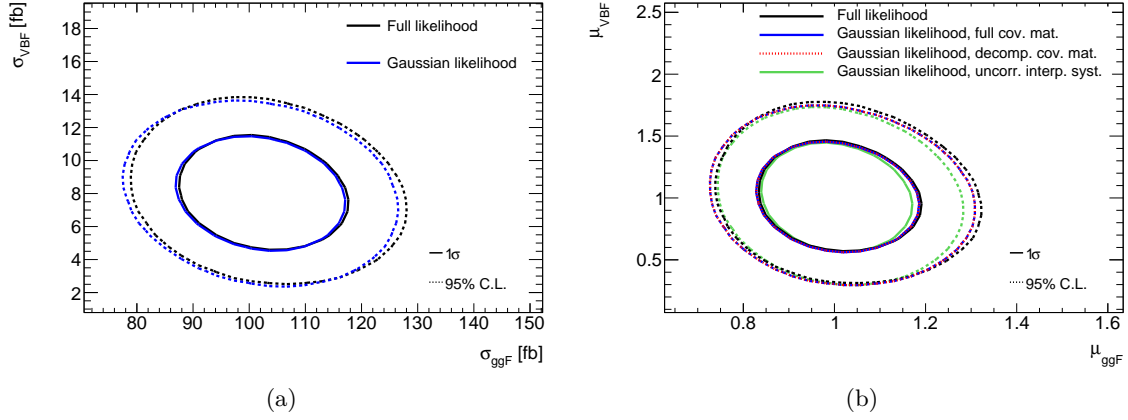 σ_VBF [fb]
18
16
14
12
10
8
6
4
2
Full likelihood
Gaussian likelihood
1σ
95% C.L.
80 90 100 110 120 130 140 150
σ_ggF [fb]
(a)
μ_VBF
2.5
2
1.5
1
0.5
Full likelihood
Gaussian likelihood, full cov. mat.
Gaussian likelihood, decomp. cov. mat.
Gaussian likelihood, uncorr. interp. syst.
1σ
95% C.L.
0.8 1 1.2 1.4 1.6
μ_ggF
(b)